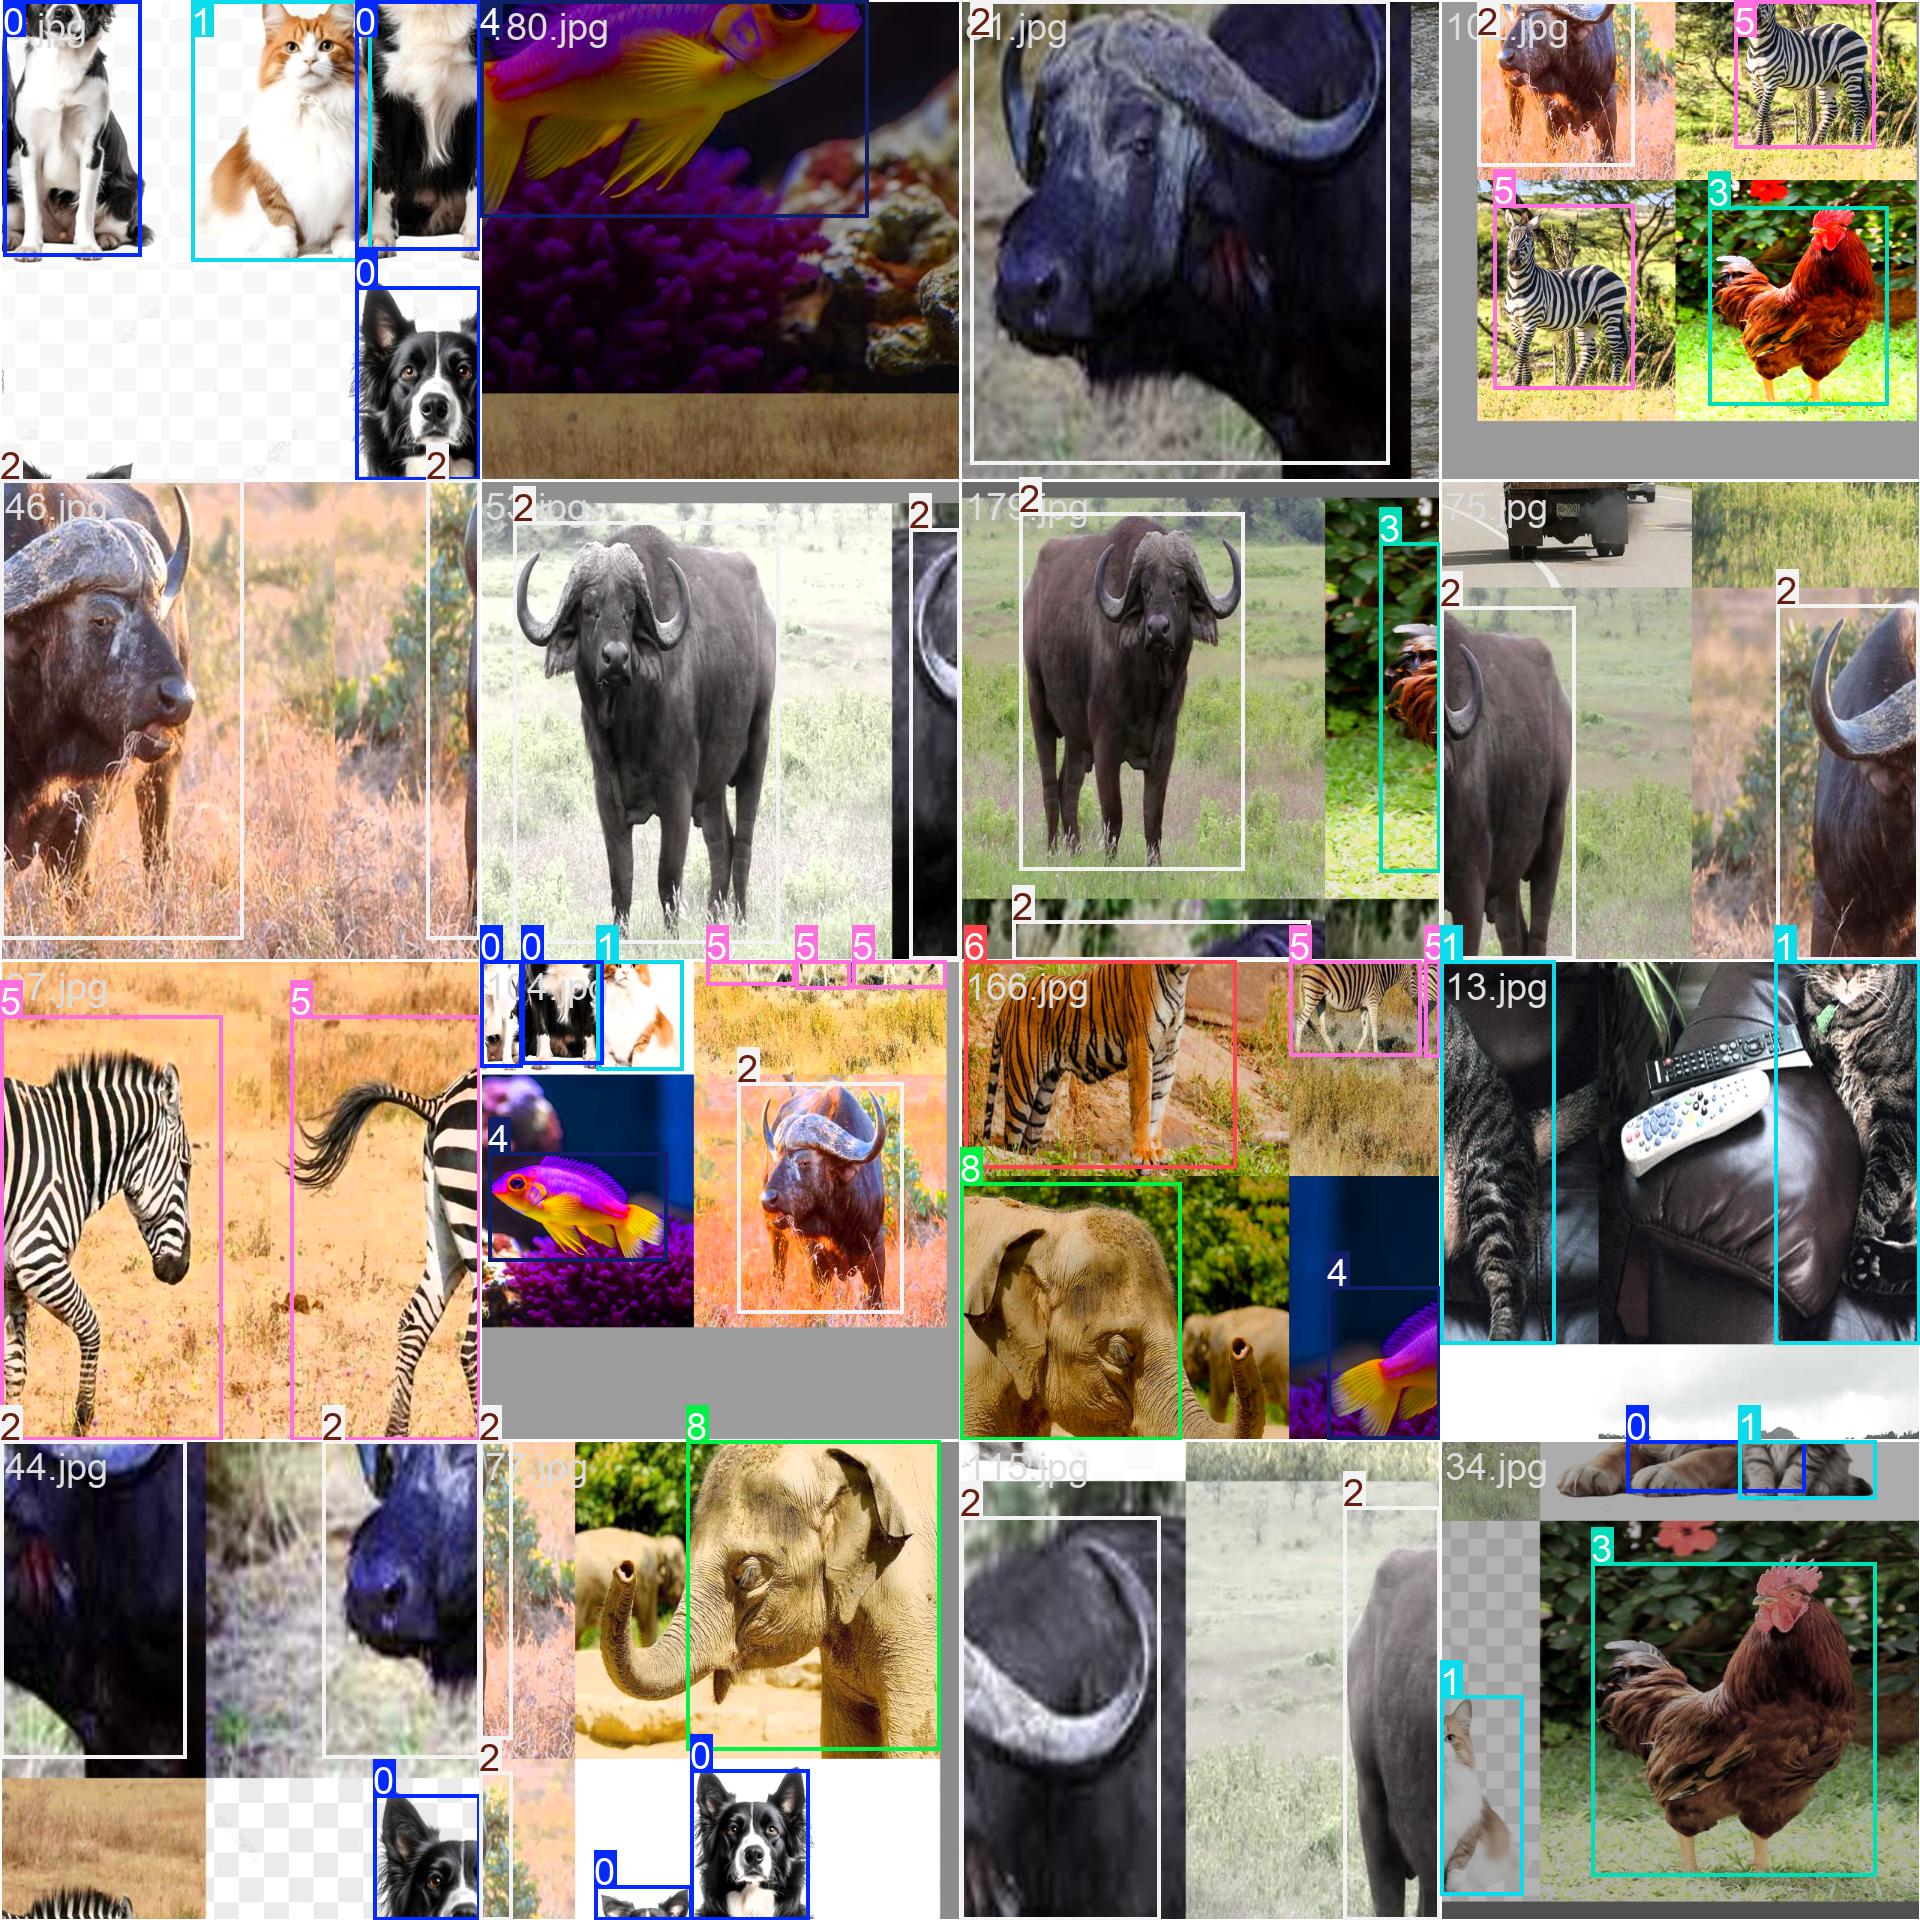 0 1 0 4 80.jpg 2 1.jpg 2 5
.jpg 10 .jpg
5 3
0
2 2
46.jpg 2 53.jpg 2 2 179.jpg 3 75.jpg
2 2
2
0 0 1 5 5 5 6 5 5 1 1
5 7.jpg 5 104.jpg 166.jpg 13.jpg
2
4 8
4
2 2 2 8 0 1
44.jpg 77.jpg 115.jpg 34.jpg
2 2
3
1
0 2 0
0